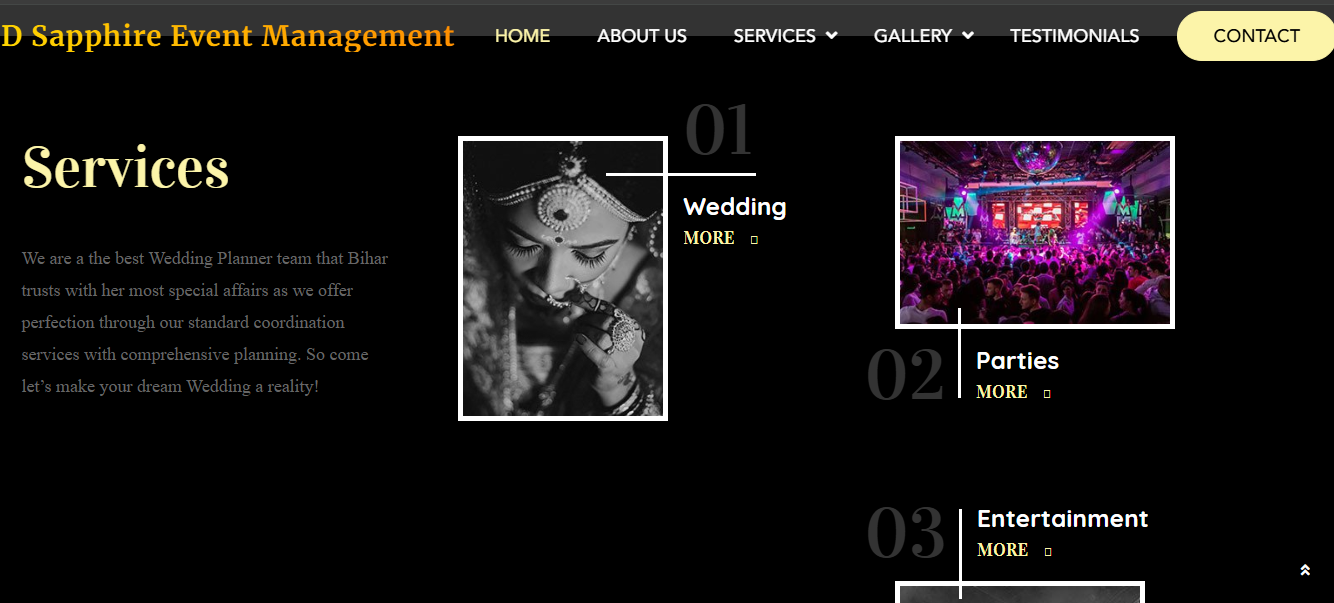 D Sapphire Event Management
HOME
ABOUT US
SERVICES
GALLERY
TESTIMONIALS
CONTACT
Services
We are a the best Wedding Planner team that Bihar
trusts with her most special affairs as we offer
perfection through our standard coordination
services with comprehensive planning. So come
let’s make your dream Wedding a reality!
01
Wedding
MORE
02
Parties
MORE
03
Entertainment
MORE